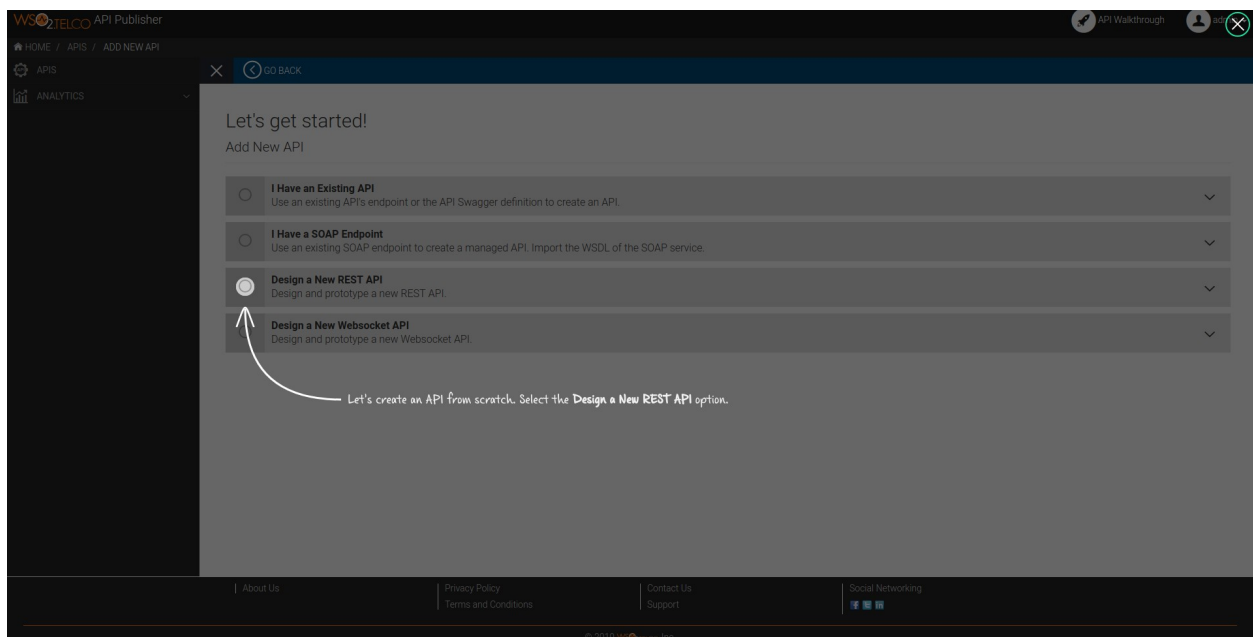 WSO2TELCO API Publisher
API Walkthrough
HOME / APIS / ADD NEW API
APIS
GO BACK
ANALYTICS
Let's get started!
Add New API
I Have an Existing API
Use an existing API's endpoint or the API Swagger definition to create an API.
I Have a SOAP Endpoint
Use an existing SOAP endpoint to create a managed API. Import the WSDL of the SOAP service.
Design a New REST API
Design and prototype a new REST API.
Design a New Websocket API
Design and prototype a new Websocket API.
Let's create an API from scratch. Select the Design a New REST API option.
About Us
Privacy Policy
Terms and Conditions
Contact Us
Support
Social Networking
© 2019